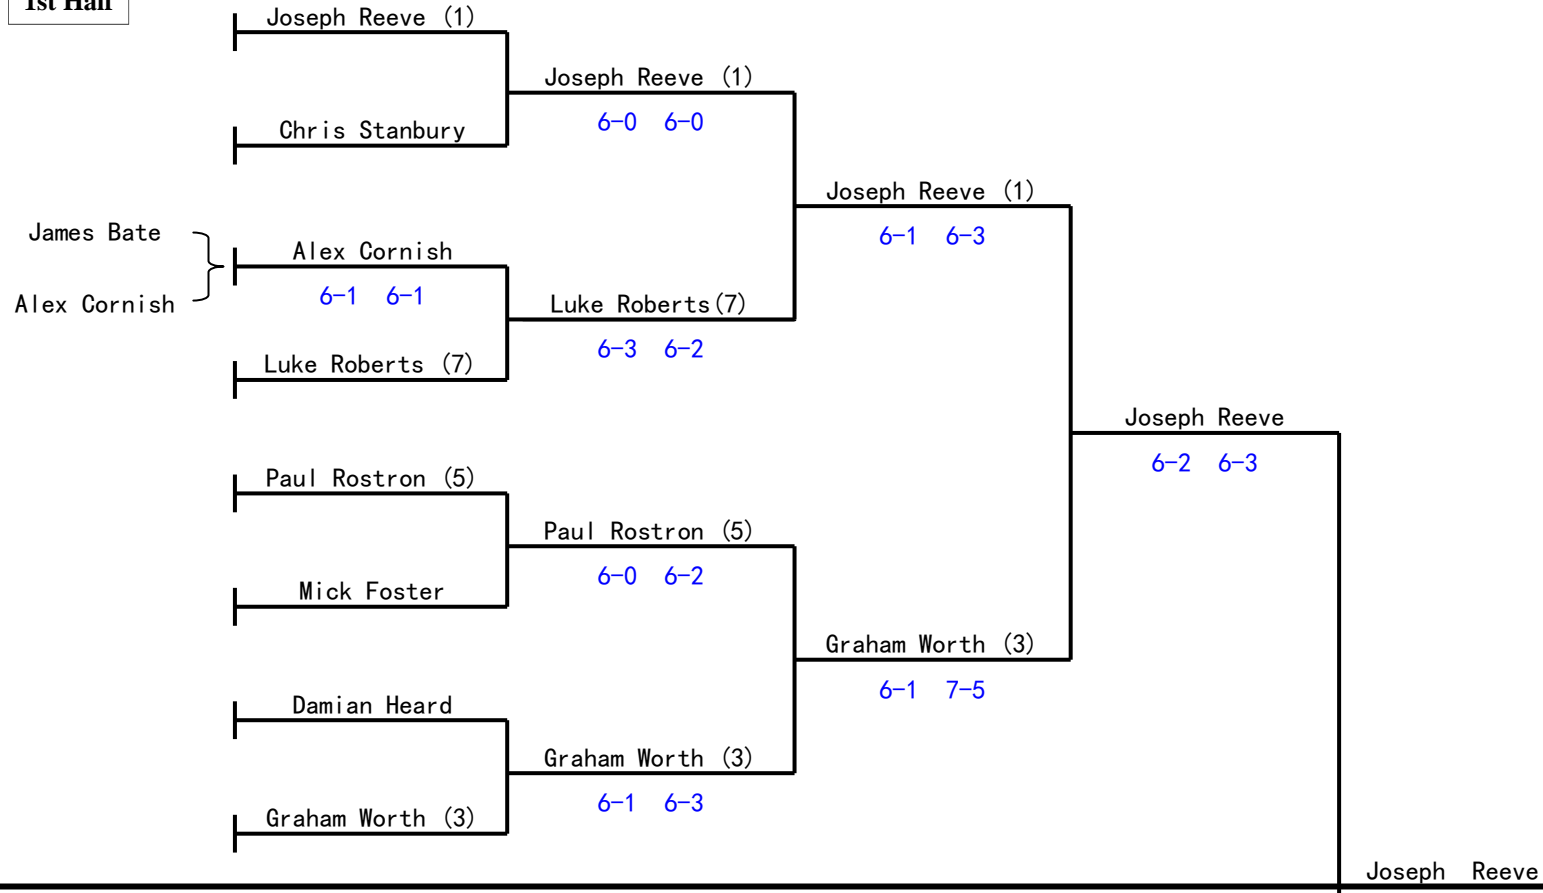 1st Half
Joseph Reeve (1)
Joseph Reeve (1)
6-0 6-0
Chris Stanbury
Joseph Reeve (1)
6-1 6-3
James Bate
Alex Cornish
Alex Cornish
6-1 6-1
Luke Roberts(7)
6-3 6-2
Luke Roberts (7)
Joseph Reeve
6-2 6-3
Paul Rostron (5)
Paul Rostron (5)
6-0 6-2
Mick Foster
Graham Worth (3)
6-1 7-5
Damian Heard
Graham Worth (3)
6-1 6-3
Graham Worth (3)
Joseph Reeve